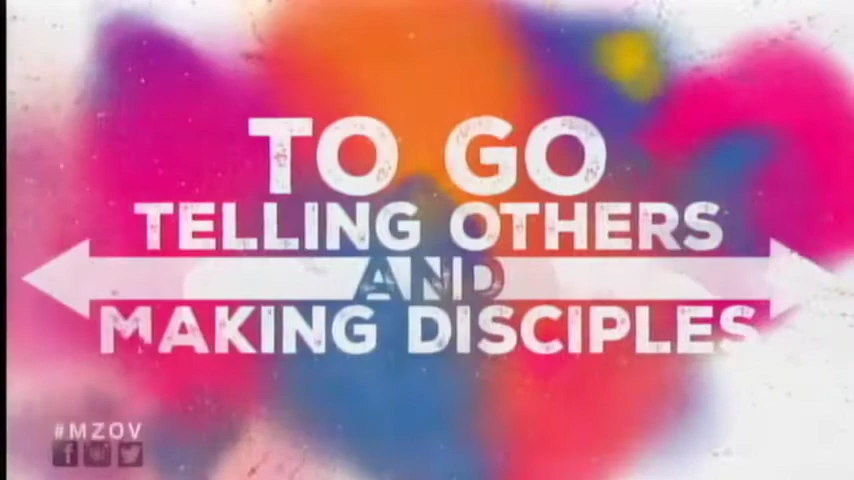 TO GO
TELLING OTHERS
AND
MAKING DISCIPLES
#MZOV